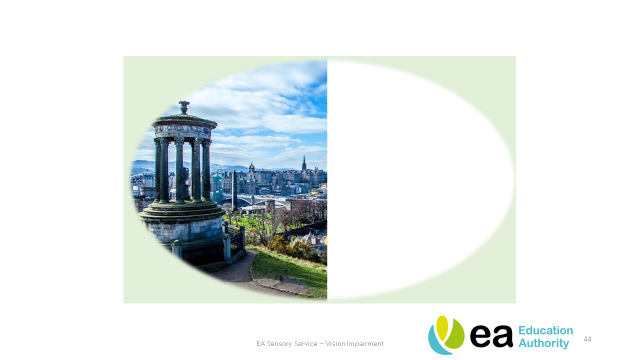 EA Sensory Service – Vision Impairment
ea Education
Authority
44